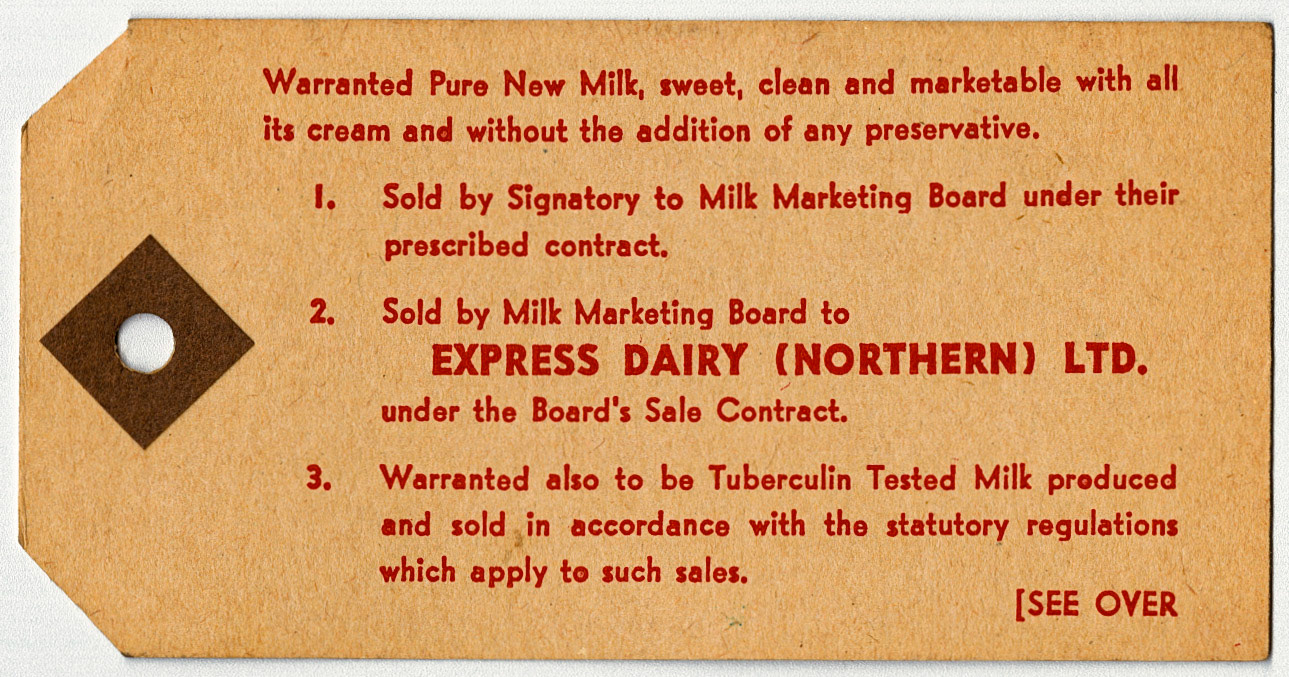 Warranted Pure New Milk, sweet, clean and marketable with all
its cream and without the addition of any preservative.
1. Sold by Signatory to Milk Marketing Board under their
prescribed contract.
2. Sold by Milk Marketing Board to
EXPRESS DAIRY (NORTHERN) LTD.
under the Board's Sale Contract.
3. Warranted also to be Tuberculin Tested Milk produced
and sold in accordance with the statutory regulations
which apply to such sales.
[SEE OVER